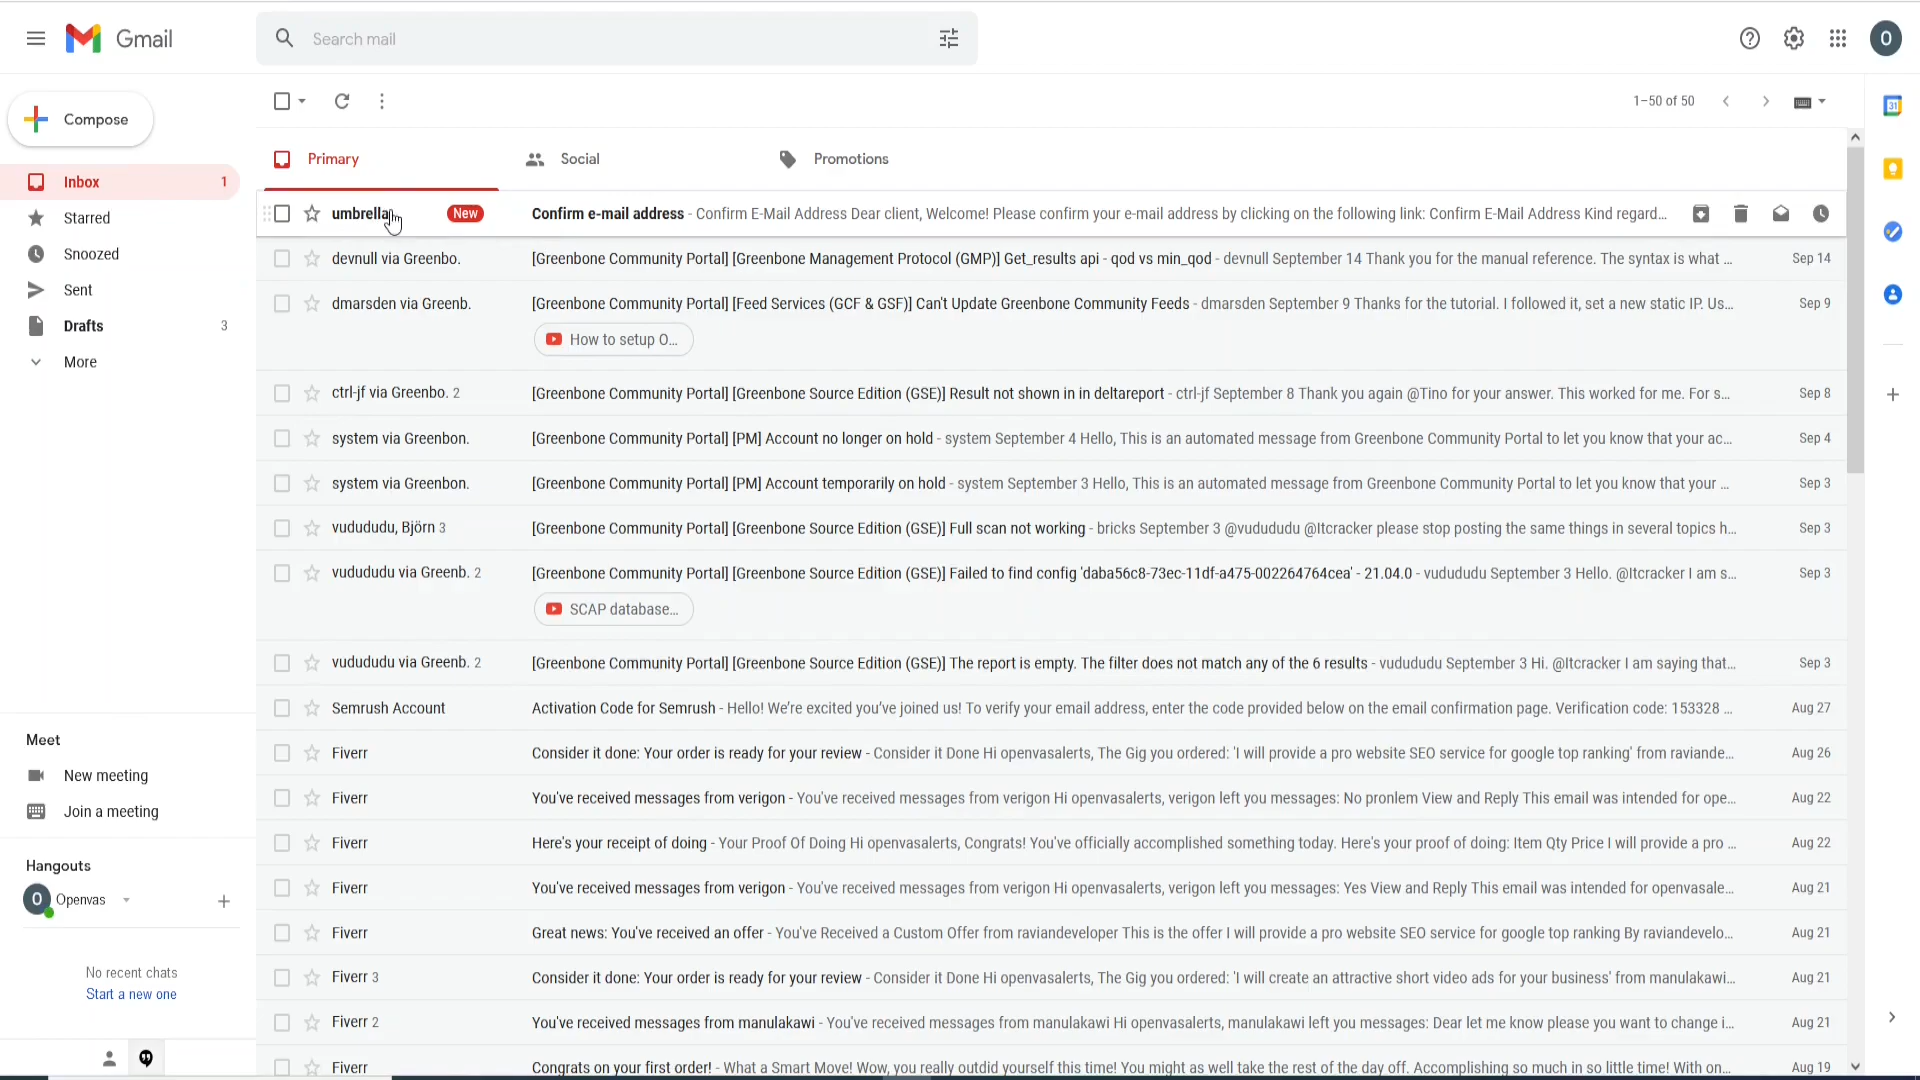 Gmail
Search mail
O
Compose
1–50 of 50
31
Primary
Social
Promotions
Inbox 1
Starred
Snoozed
Sent
Drafts 3
More
umbrella New Confirm e-mail address - Confirm E-Mail Address Dear client, Welcome! Please confirm your e-mail address by clicking on the following link: Confirm E-Mail Address Kind regard...
devnull via Greenbo. [Greenbone Community Portal] [Greenbone Management Protocol (GMP)] Get_results api - qod vs min_qod - devnull September 14 Thank you for the manual reference. The syntax is what ... Sep 14
dmarsden via Greenb. [Greenbone Community Portal] [Feed Services (GCF & GSF)] Can't Update Greenbone Community Feeds - dmarsden September 9 Thanks for the tutorial. I followed it, set a new static IP. Us... Sep 9
How to setup O...
ctrl-jf via Greenbo. 2 [Greenbone Community Portal] [Greenbone Source Edition (GSE)] Result not shown in in deltareport - ctrl-jf September 8 Thank you again @Tino for your answer. This worked for me. For s... Sep 8
system via Greenbon. [Greenbone Community Portal] [PM] Account no longer on hold - system September 4 Hello, This is an automated message from Greenbone Community Portal to let you know that your ac... Sep 4
system via Greenbon. [Greenbone Community Portal] [PM] Account temporarily on hold - system September 3 Hello, This is an automated message from Greenbone Community Portal to let you know that your ... Sep 3
vudududu, Björn 3 [Greenbone Community Portal] [Greenbone Source Edition (GSE)] Full scan not working - bricks September 3 @vudududu @Itcracker please stop posting the same things in several topics h... Sep 3
vudududu via Greenb. 2 [Greenbone Community Portal] [Greenbone Source Edition (GSE)] Failed to find config 'daba56c8-73ec-11df-a475-002264764cea' - 21.04.0 - vudududu September 3 Hello. @Itcracker I am s... Sep 3
SCAP database...
vudududu via Greenb. 2 [Greenbone Community Portal] [Greenbone Source Edition (GSE)] The report is empty. The filter does not match any of the 6 results - vudududu September 3 Hi. @Itcracker I am saying that... Sep 3
Semrush Account Activation Code for Semrush - Hello! We're excited you've joined us! To verify your email address, enter the code provided below on the email confirmation page. Verification code: 153328 ... Aug 27
Fiverr Consider it done: Your order is ready for your review - Consider it Done Hi openvasalerts, The Gig you ordered: 'I will provide a pro website SEO service for google top ranking' from raviande... Aug 26
Fiverr You've received messages from verigon - You've received messages from verigon Hi openvasalerts, verigon left you messages: No pronlem View and Reply This email was intended for ope... Aug 22
Fiverr Here's your receipt of doing - Your Proof Of Doing Hi openvasalerts, Congrats! You've officially accomplished something today. Here's your proof of doing: Item Qty Price I will provide a pro ... Aug 22
Fiverr You've received messages from verigon - You've received messages from verigon Hi openvasalerts, verigon left you messages: Yes View and Reply This email was intended for openvasale... Aug 21
Fiverr Great news: You've received an offer - You've Received a Custom Offer from raviandeveloper This is the offer I will provide a pro website SEO service for google top ranking By raviandevelo... Aug 21
Fiverr 3 Consider it done: Your order is ready for your review - Consider it Done Hi openvasalerts, The Gig you ordered: 'I will create an attractive short video ads for your business' from manulakawi... Aug 21
Fiverr 2 You've received messages from manulakawi - You've received messages from manulakawi Hi openvasalerts, manulakawi left you messages: Dear let me know please you want to change i... Aug 21
Fiverr Congrats on your first order! - What a Smart Move! Wow, you really outdid yourself this time! You might as well take the rest of the day off. Accomplishing so much in so little time! With on... Aug 19
Meet
New meeting
Join a meeting
Hangouts
O Openvas
No recent chats
Start a new one